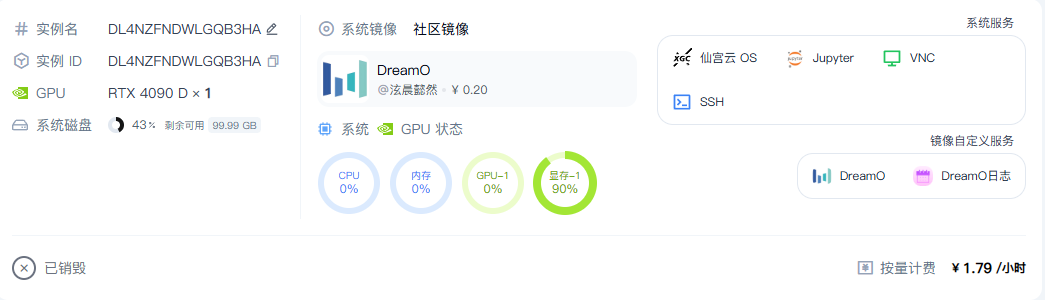 实例名 DL4NZFNDWLGQB3HA
实例 ID DL4NZFNDWLGQB3HA
GPU RTX 4090 D × 1
系统磁盘 43% 剩余可用 99.99 GB
系统镜像 社区镜像
DreamO
@泫晨懿然 ¥ 0.20
系统 GPU 状态
CPU
0%
内存
0%
GPU-1
0%
显存-1
90%
系统服务
XGC 仙宫云 OS Jupyter VNC
SSH
镜像自定义服务
DreamO DreamO日志
已销毁
按量计费 ¥ 1.79 /小时